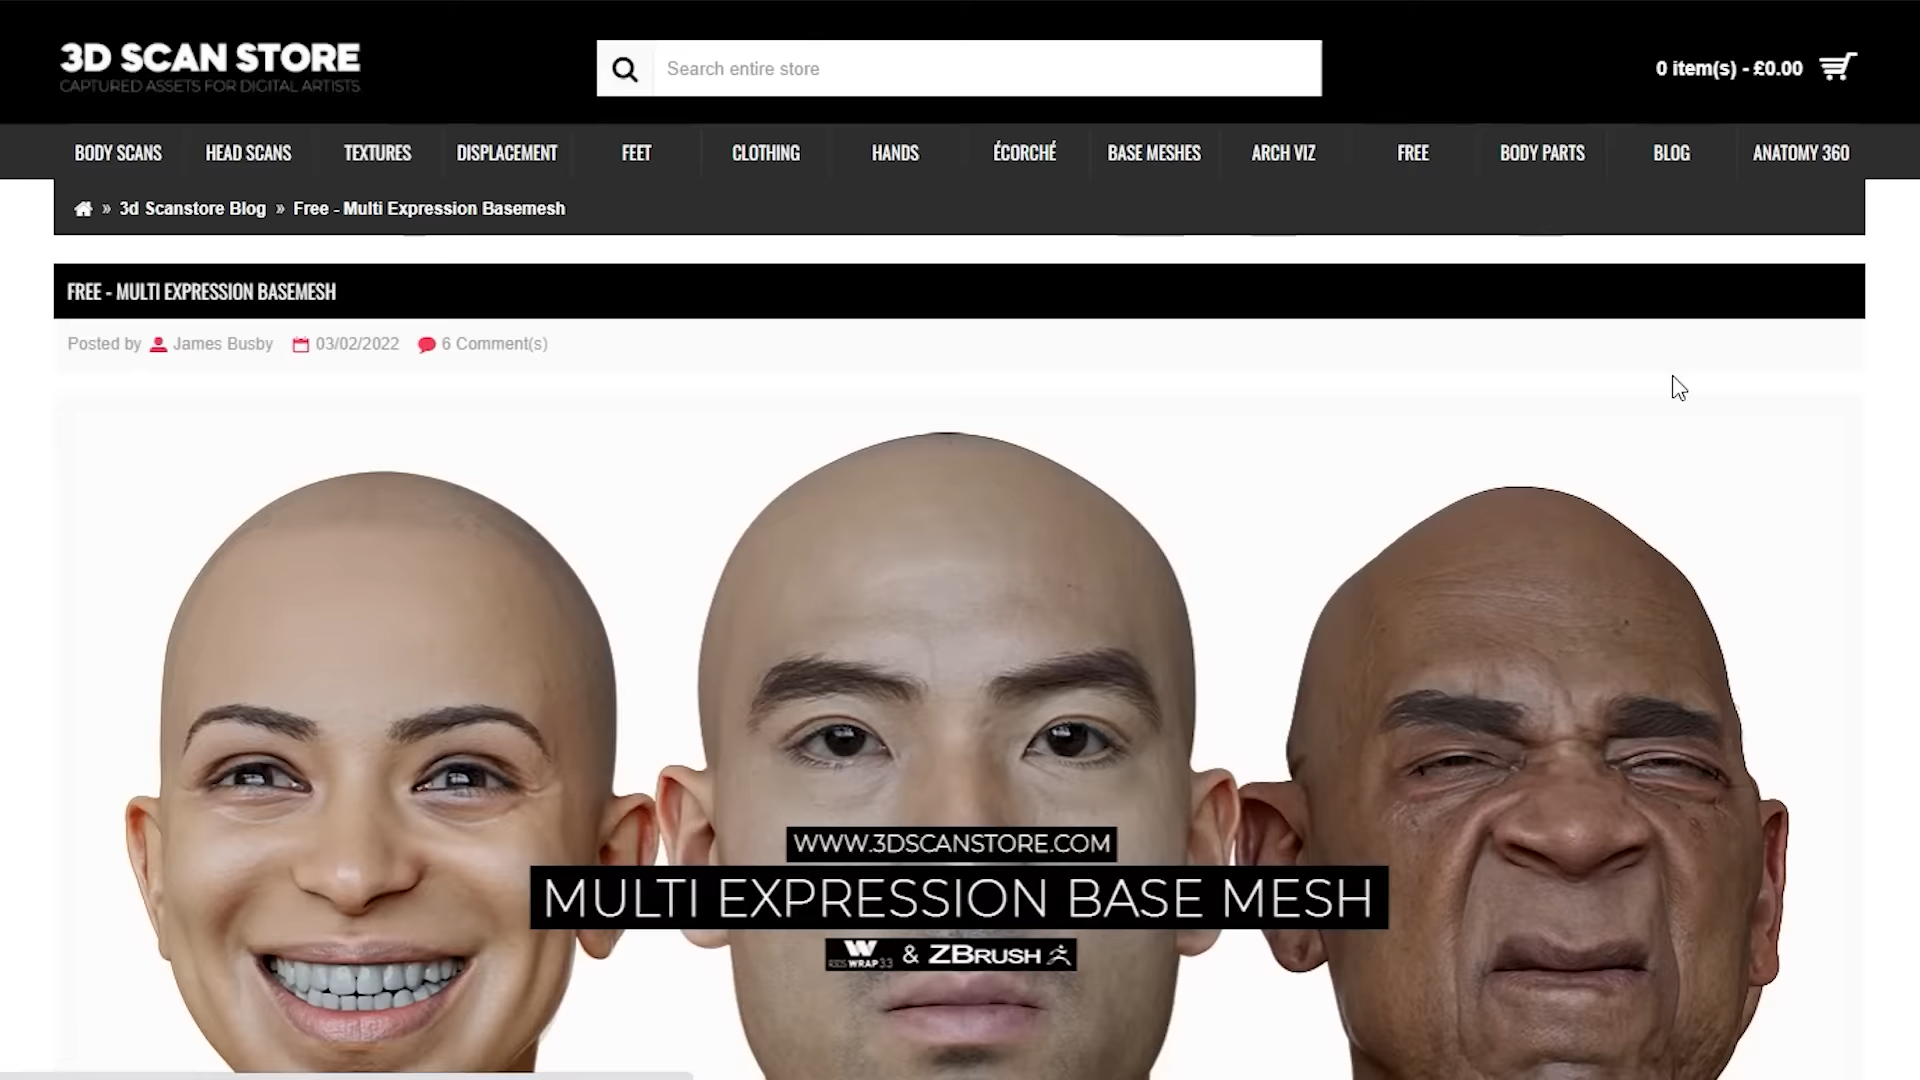 3D SCAN STORE
CAPTURED ASSETS FOR DIGITAL ARTISTS
Search entire store
0 item(s) - £0.00
BODY SCANS HEAD SCANS TEXTURES DISPLACEMENT FEET CLOTHING HANDS ÉCORCHÉ BASE MESHES ARCH VIZ FREE BODY PARTS BLOG ANATOMY 360
» 3d Scanstore Blog » Free - Multi Expression Basemesh
FREE - MULTI EXPRESSION BASEMESH
Posted by James Busby 03/02/2022 6 Comment(s)
WWW.3DSCANSTORE.COM
MULTI EXPRESSION BASE MESH
WRAP33 & ZBRUSH